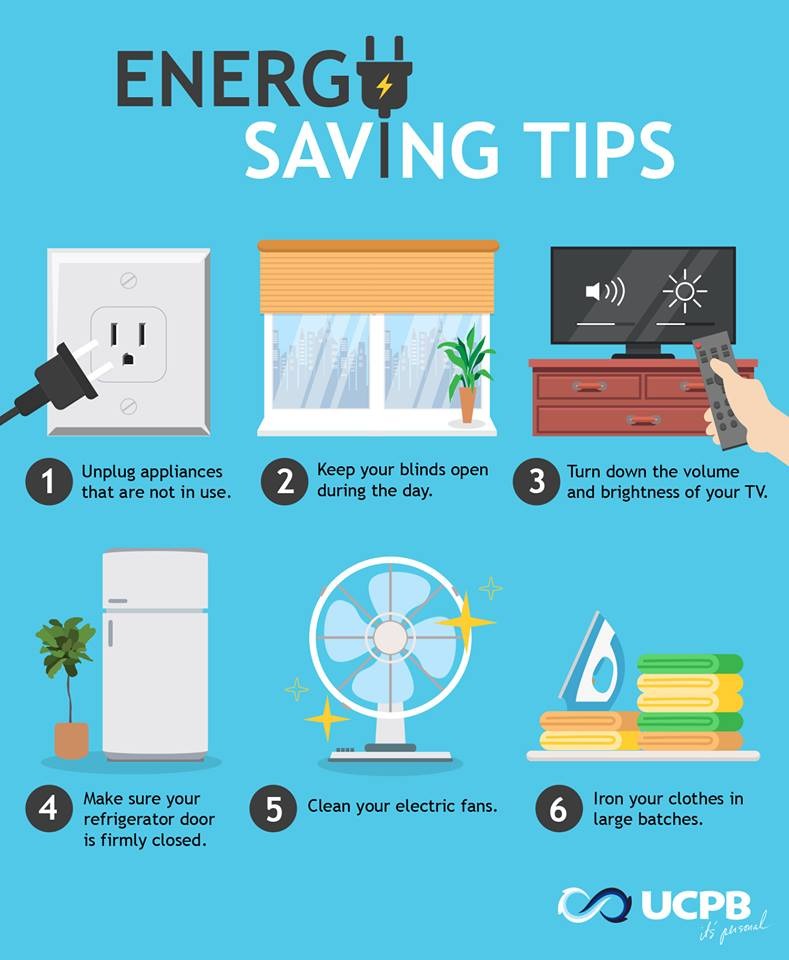 ENERGY
SAVING TIPS
1 Unplug appliances
that are not in use.
2 Keep your blinds open
during the day.
3 Turn down the volume
and brightness of your TV.
4 Make sure your
refrigerator door
is firmly closed.
5 Clean your electric fans.
6 Iron your clothes in
large batches.
UCPB
it's personal